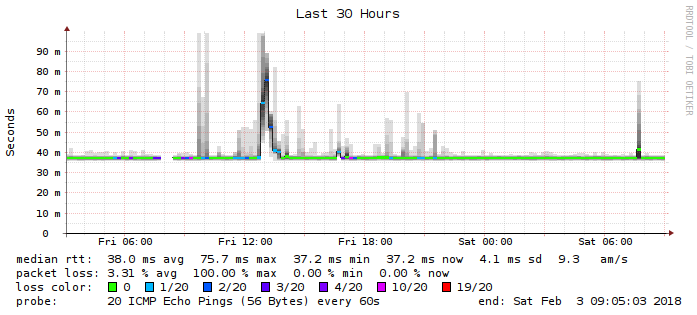 Last 30 Hours
RRDTOOL / TOBI OETIKER
Seconds
90 m
80 m
70 m
60 m
50 m
40 m
30 m
20 m
10 m
0
Fri 06:00 Fri 12:00 Fri 18:00 Sat 00:00 Sat 06:00
median rtt: 38.0 ms avg 75.7 ms max 37.2 ms min 37.2 ms now 4.1 ms sd 9.3 am/s
packet loss: 3.31 % avg 100.00 % max 0.00 % min 0.00 % now
loss color: 0 1/20 2/20 3/20 4/20 10/20 19/20
probe: 20 ICMP Echo Pings (56 Bytes) every 60s end: Sat Feb 3 09:05:03 2018